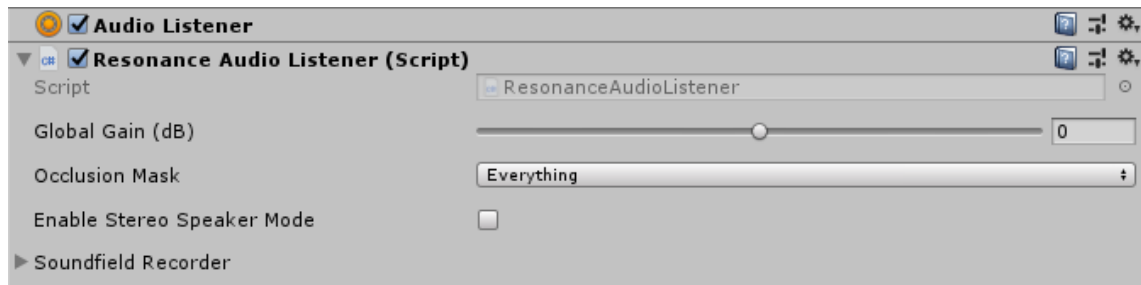 Audio Listener
Resonance Audio Listener (Script)
Script ResonanceAudioListener
Global Gain (dB) 0
Occlusion Mask Everything
Enable Stereo Speaker Mode
Soundfield Recorder